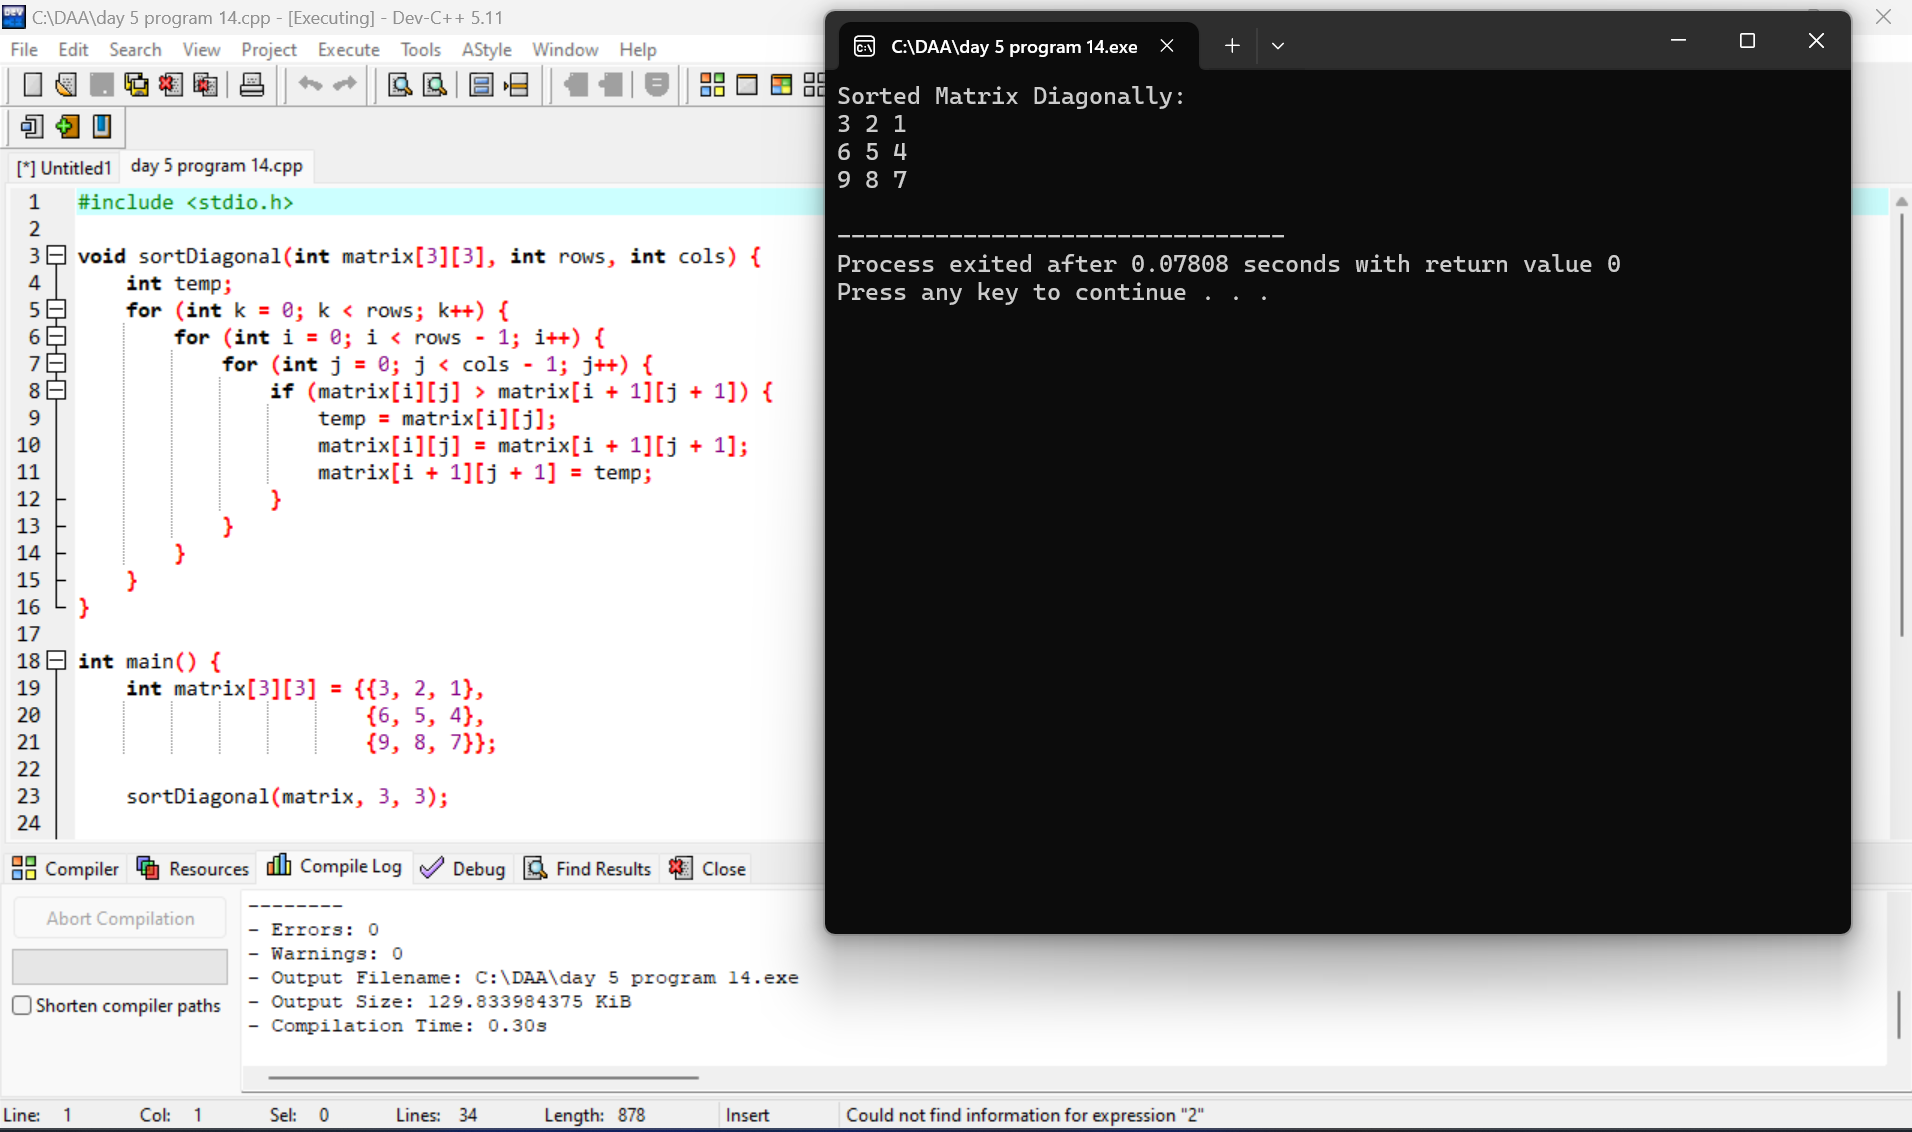 C:\DAA\day 5 program 14.cpp - [Executing] - Dev-C++ 5.11
File Edit Search View Project Execute Tools AStyle Window Help
[*] Untitled1 day 5 program 14.cpp
1 #include <stdio.h>
2
3 void sortDiagonal(int matrix[3][3], int rows, int cols) {
4 int temp;
5 for (int k = 0; k < rows; k++) {
6 for (int i = 0; i < rows - 1; i++) {
7 for (int j = 0; j < cols - 1; j++) {
8 if (matrix[i][j] > matrix[i + 1][j + 1]) {
9 temp = matrix[i][j];
10 matrix[i][j] = matrix[i + 1][j + 1];
11 matrix[i + 1][j + 1] = temp;
12 }
13 }
14 }
15 }
16 }
17
18 int main() {
19 int matrix[3][3] = {{3, 2, 1},
20 {6, 5, 4},
21 {9, 8, 7}};
22
23 sortDiagonal(matrix, 3, 3);
24
C:\DAA\day 5 program 14.exe
Sorted Matrix Diagonally:
3 2 1
6 5 4
9 8 7
--------------------------------
Process exited after 0.07808 seconds with return value 0
Press any key to continue . . .
Compiler Resources Compile Log Debug Find Results Close
Abort Compilation
Shorten compiler paths
--------
- Errors: 0
- Warnings: 0
- Output Filename: C:\DAA\day 5 program 14.exe
- Output Size: 129.833984375 KiB
- Compilation Time: 0.30s
Line: 1 Col: 1 Sel: 0 Lines: 34 Length: 878 Insert Could not find information for expression "2"